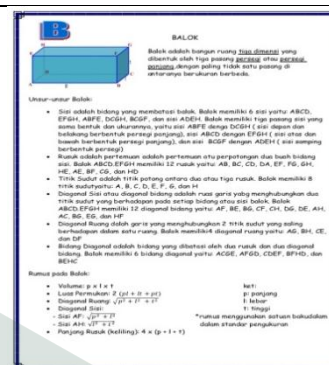 B
BALOK
Balok adalah bangun ruang tiga dimensi yang
dibentuk oleh tiga pasang persegi atau persegi
panjang,dengan paling tidak satu pasang di
antaranya berukuran berbeda.
Unsur-unsur Balok:
• Sisi adalah bidang yang membatasi balok. Balok memiliki 6 sisi yaitu: ABCD,
EFGH, ABFE, DCGH, BCGF, dan sisi ADEH. Balok memiliki tiga pasang sisi yang
sama bentuk dan ukurannya, yaitu sisi ABFE denga DCGH ( sisi depan dan
belakang berbentuk persegi panjang), sisi ABCD dengan EFGH ( sisi atas dan
bawah berbentuk persegi panjang), dan sisi BCGF dengan ADEH ( sisi samping
berbentuk persegi)
• Rusuk adalah pertemuan adalah pertemuan atu perpotongan dua buah bidang
sisi. Balok ABCD.EFGH memiliki 12 rusuk yaitu: AB, BC, CD, DA, EF, FG, GH,
HE, AE, BF, CG, dan HD
• Titik Sudut adalah titik potong antara dua atau tiga rusuk. Balok memiliki 8
titik sudutyaitu: A, B, C, D, E, F, G, dan H
• Diagonal Sisi atau diagonal bidang adalah ruas garis yabg menghubungkan dua
titik sudut yang berhadapan pada setiap bidang atau sisi balok. Balok
ABCD.EFGH memiliki 12 diagonal bidang yaitu: AF, BE, BG, CF, CH, DG, DE, AH,
AC, BG, EG, dan HF
• Diagonal Ruang dalah garis yang menghubungkan 2 titik sudut yang saling
berhadapan dalam satu ruang. Balok memiliki4 diagonal ruang yaitu: AG, BH, CE,
dan DF
• Bidang Diagonal adalah bidang yang dibatasi oleh dua rusuk dan dua diagonal
bidang. Balok memiliki 6 bidang diagonal yaitu: ACGE, AFGD, CDEF, BFHD, dan
BEHC
Rumus pada Balok:
• Volume: p x l x t
ket:
• Luas Permukan: 2 (pl + lt + pt)
p: panjang
• Diagonal Ruang: √p² + l² + t²
l: lebar
• Diagonal Sisi:
t: tinggi
- Sisi AF: √p² + t²
*rumus menggunakan satuan bakudalam
- Sisi AH: √l² + t²
dalam standar pengukuran
• Panjang Rusuk (keliling): 4 x (p + l + t)